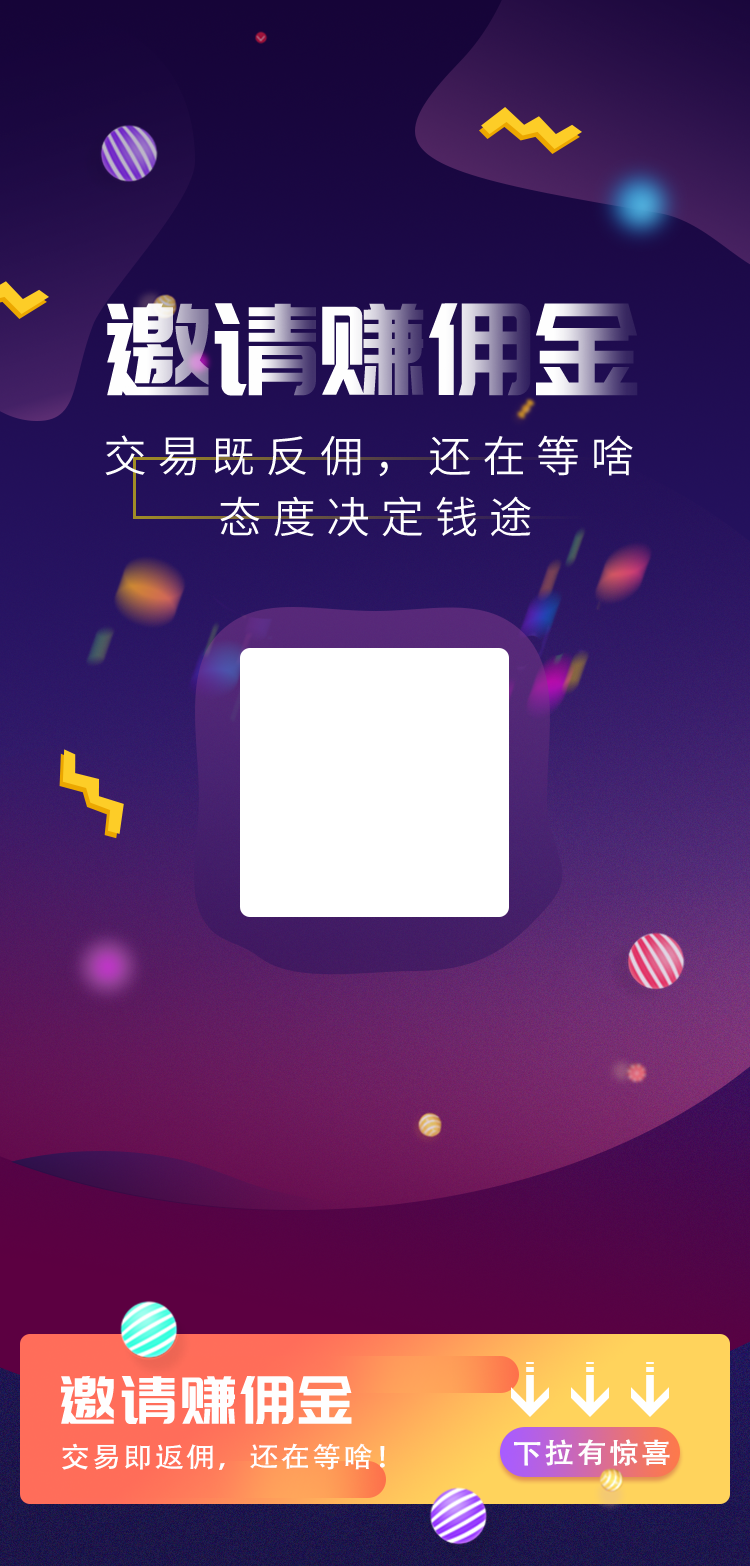 邀请赚佣金
交易既反佣，还在等啥
态度决定钱途
邀请赚佣金
交易即返佣，还在等啥！
下拉有惊喜